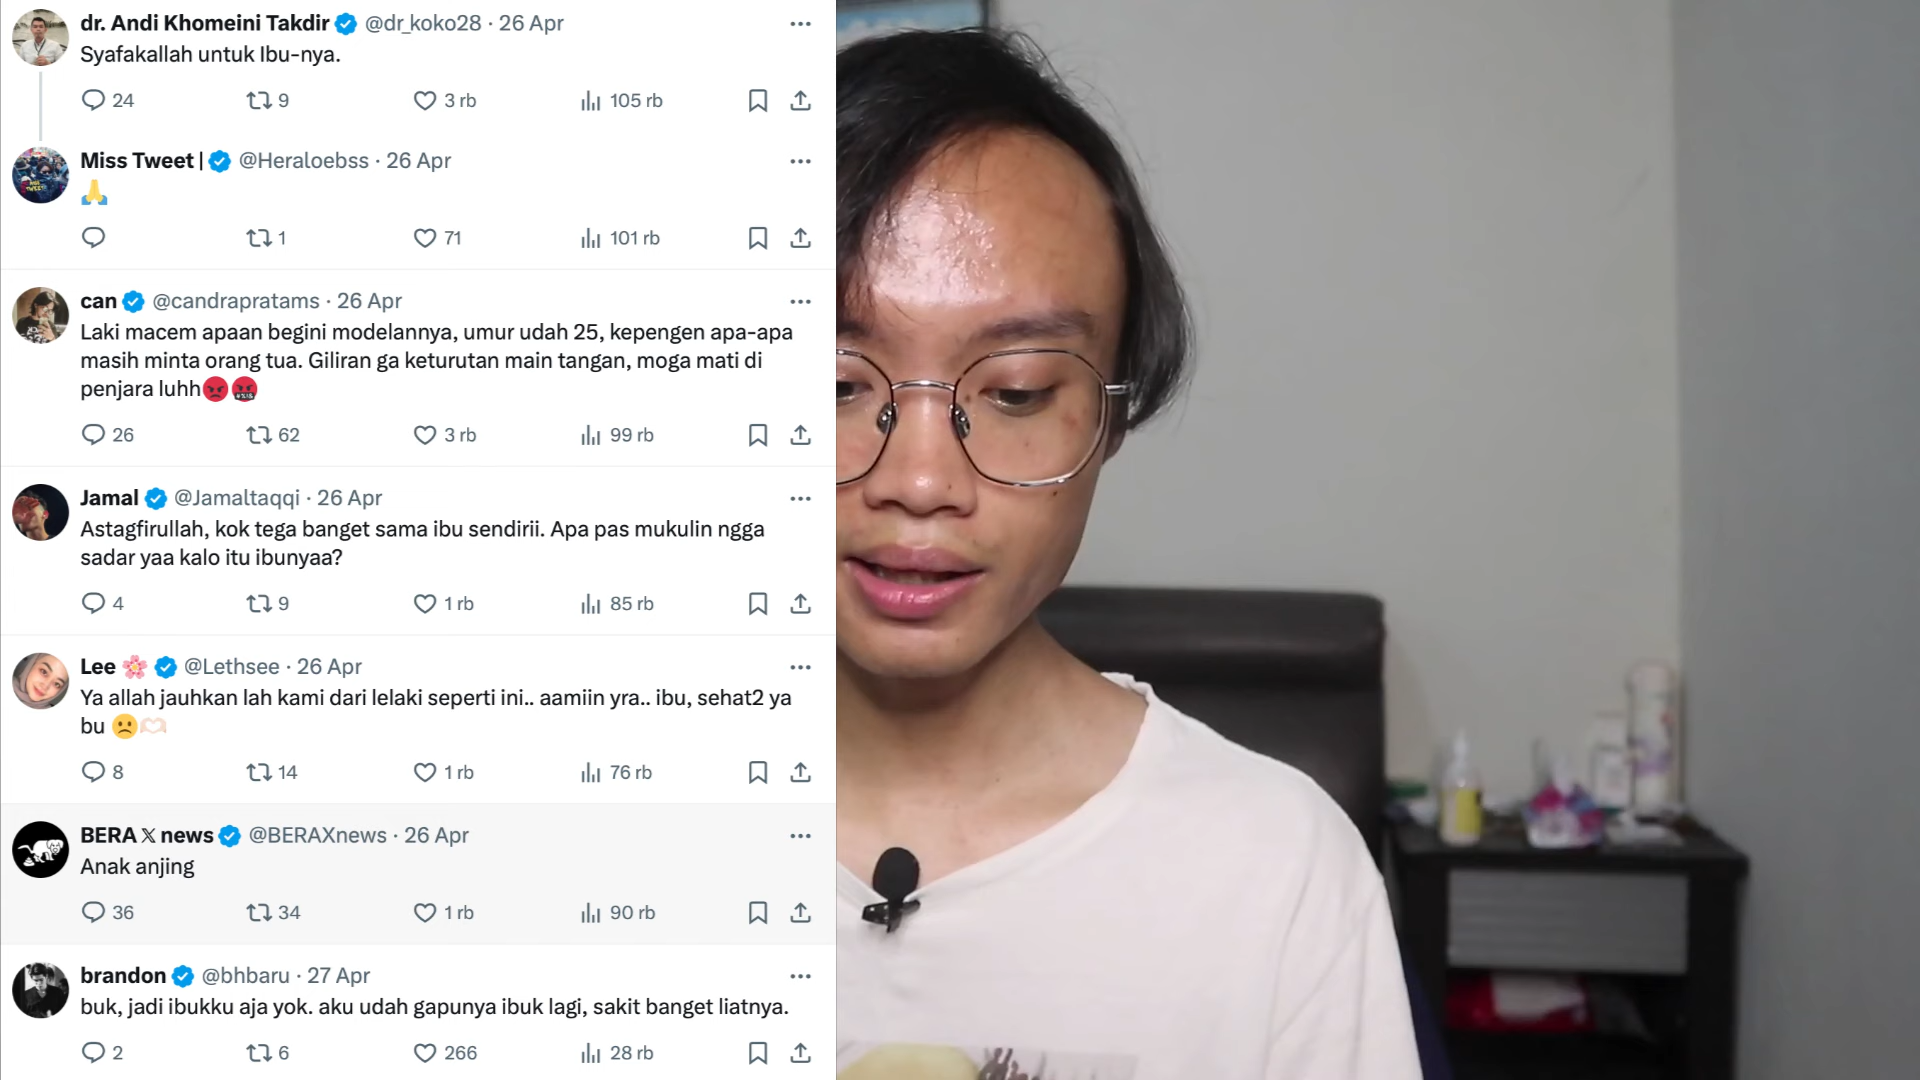 dr. Andi Khomeini Takdir @dr_koko28 · 26 Apr
Syafakallah untuk Ibu-nya.
24 9 3 rb 105 rb
Miss Tweet | @Heraloebss · 26 Apr
🙏
1 71 101 rb
can @candrapratams · 26 Apr
Laki macem apaan begini modelannya, umur udah 25, kepengen apa-apa
masih minta orang tua. Giliran ga keturutan main tangan, moga mati di
penjara luhh😡🤬
26 62 3 rb 99 rb
Jamal @Jamaltaqqi · 26 Apr
Astagfirullah, kok tega banget sama ibu sendirii. Apa pas mukulin ngga
sadar yaa kalo itu ibunyaa?
4 9 1 rb 85 rb
Lee 🌸 @Lethsee · 26 Apr
Ya allah jauhkan lah kami dari lelaki seperti ini.. aamiin yra.. ibu, sehat2 ya
bu 🙁🫶🏻
8 14 1 rb 76 rb
BERA 𝕏 news @BERAXnews · 26 Apr
Anak anjing
36 34 1 rb 90 rb
brandon @bhbaru · 27 Apr
buk, jadi ibukku aja yok. aku udah gapunya ibuk lagi, sakit banget liatnya.
2 6 266 28 rb